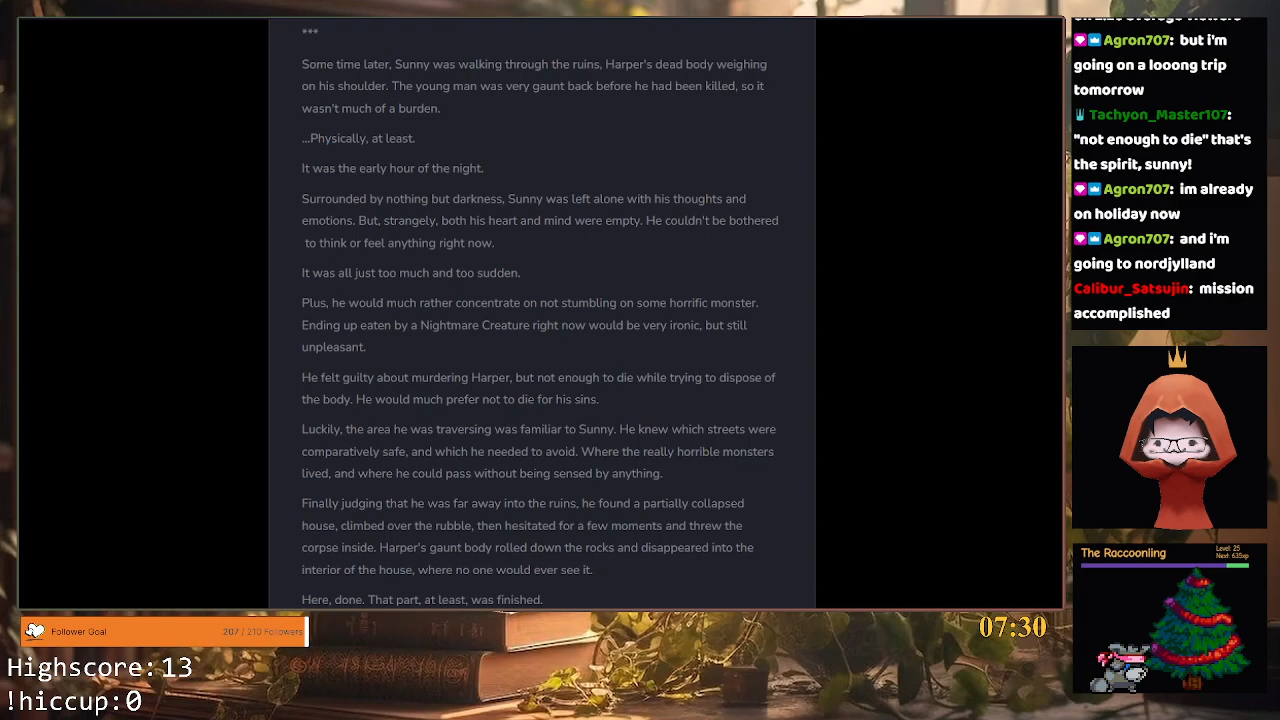 ***
Some time later, Sunny was walking through the ruins, Harper's dead body weighing
on his shoulder. The young man was very gaunt back before he had been killed, so it
wasn't much of a burden.
...Physically, at least.
It was the early hour of the night.
Surrounded by nothing but darkness, Sunny was left alone with his thoughts and
emotions. But, strangely, both his heart and mind were empty. He couldn't be bothered
to think or feel anything right now.
It was all just too much and too sudden.
Plus, he would much rather concentrate on not stumbling on some horrific monster.
Ending up eaten by a Nightmare Creature right now would be very ironic, but still
unpleasant.
He felt guilty about murdering Harper, but not enough to die while trying to dispose of
the body. He would much prefer not to die for his sins.
Luckily, the area he was traversing was familiar to Sunny. He knew which streets were
comparatively safe, and which he needed to avoid. Where the really horrible monsters
lived, and where he could pass without being sensed by anything.
Finally judging that he was far away into the ruins, he found a partially collapsed
house, climbed over the rubble, then hesitated for a few moments and threw the
corpse inside. Harper's gaunt body rolled down the rocks and disappeared into the
interior of the house, where no one would ever see it.
Here, done. That part, at least, was finished.
Agron707: but i'm
going on a looong trip
tomorrow
Tachyon_Master107:
"not enough to die" that's
the spirit, sunny!
Agron707: im already
on holiday now
Agron707: and i'm
going to nordjylland
Calibur_Satsujin: mission
accomplished
The Raccoonling
Level: 25
Next: 635xp
Follower Goal
207 / 210 Followers
07:30
Highscore:13
!hiccup:0